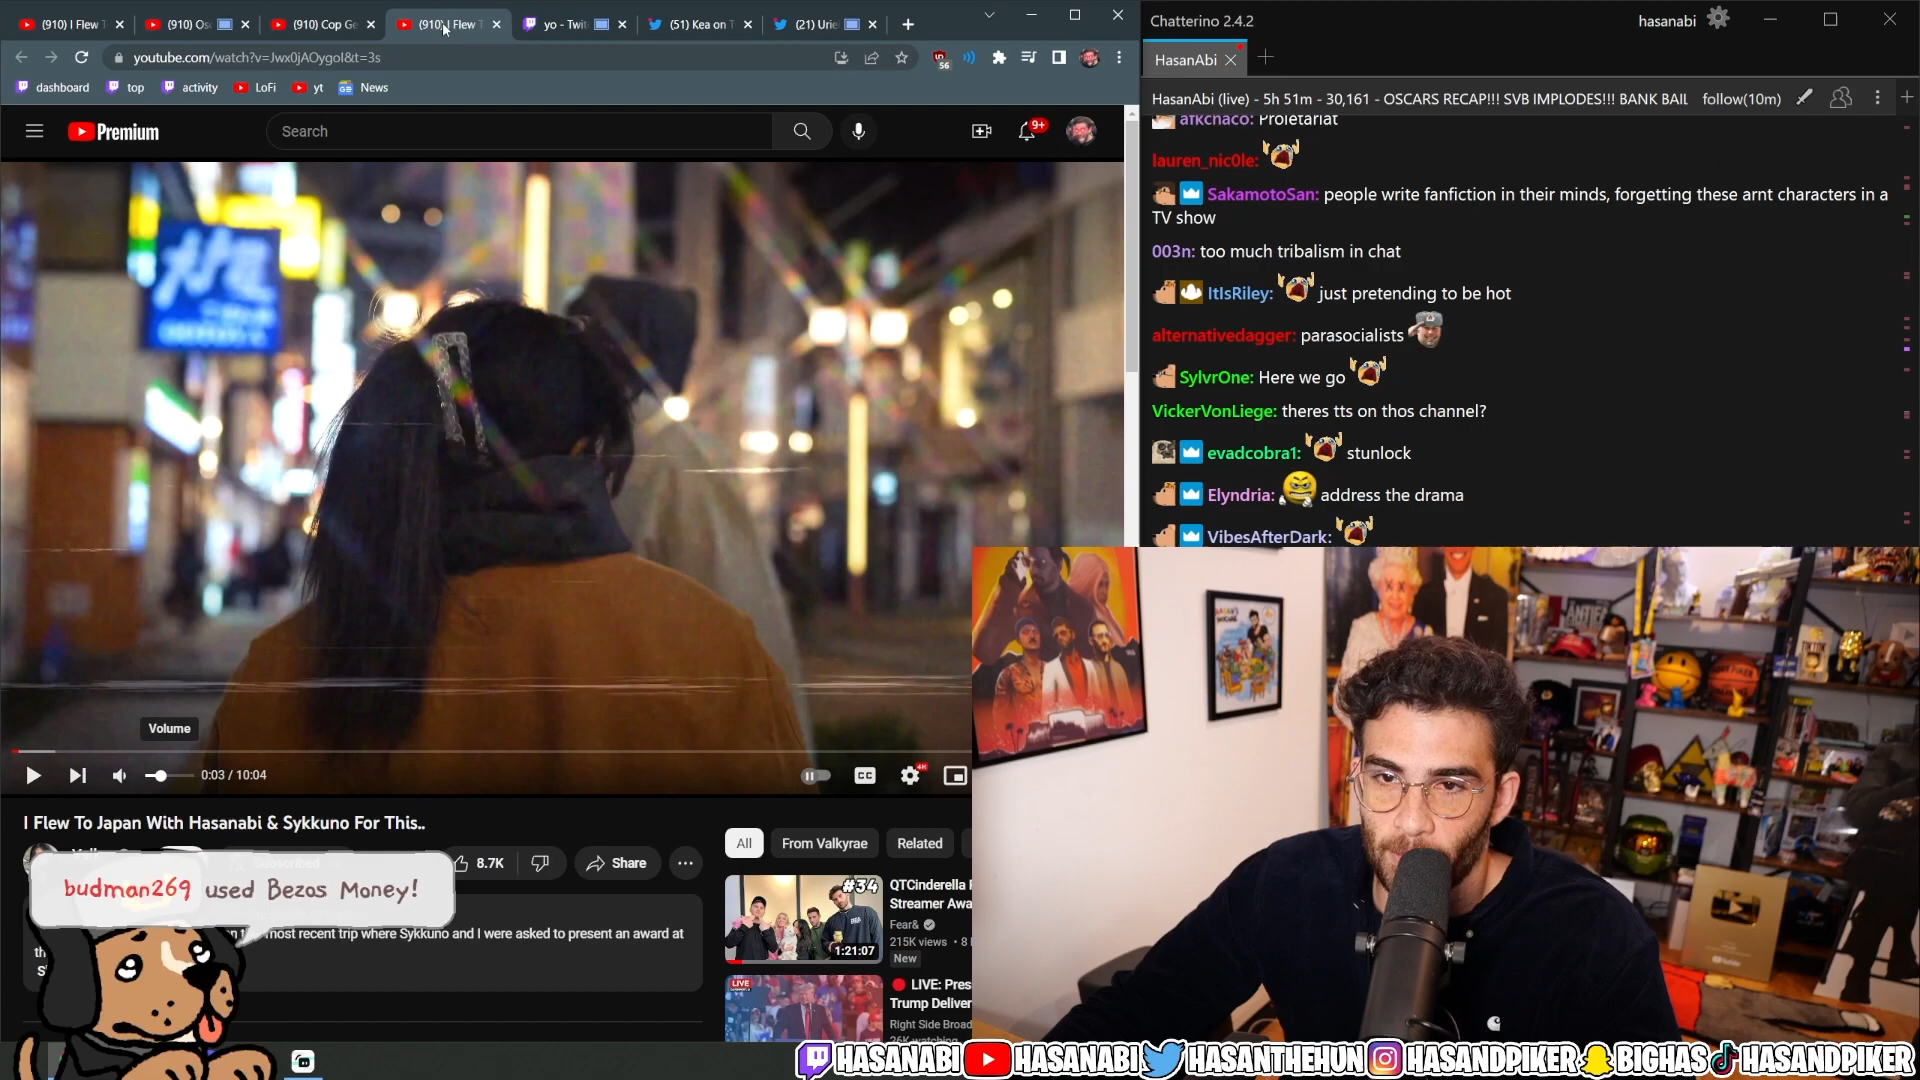 (910) I Flew T
(910) Os
(910) Cop Ge
(910) I Flew T
yo - Twit
(51) Kea on T
(21) Urie
youtube.com/watch?v=Jwx0jAOygoI&t=3s
56
dashboard
top
activity
LoFi
yt
News
Premium
Search
9+
Volume
0:03 / 10:04
CC
4K
I Flew To Japan With Hasanabi & Sykkuno For This..
8.7K
Share
budman269 used Bezos Money!
most recent trip where Sykkuno and I were asked to present an award at
All
From Valkyrae
Related
#34
1:21:07
QTCinderella
Streamer Awa
Fear&
215K views
New
LIVE
LIVE: Pres
Trump Deliver
Right Side Broad
26K watching
Chatterino 2.4.2
hasanabi
HasanAbi
HasanAbi (live) - 5h 51m - 30,161 - OSCARS RECAP!!! SVB IMPLODES!!! BANK BAIL
follow(10m)
afkchaco: Proletariat
lauren_nic0le:
SakamotoSan: people write fanfiction in their minds, forgetting these arnt characters in a
TV show
003n: too much tribalism in chat
ItIsRiley: just pretending to be hot
alternativedagger: parasocialists
SylvrOne: Here we go
VickerVonLiege: theres tts on thos channel?
evadcobra1: stunlock
Elyndria: address the drama
VibesAfterDark:
HASANABI
HASANABI
HASANTHEHUN
HASANDPIKER
BIGHAS
HASANDPIKER